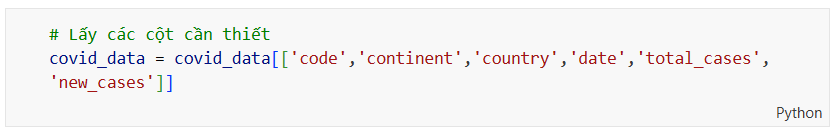 # Lấy các cột cần thiết
covid_data = covid_data[['code','continent','country','date','total_cases',
'new_cases']]
Python